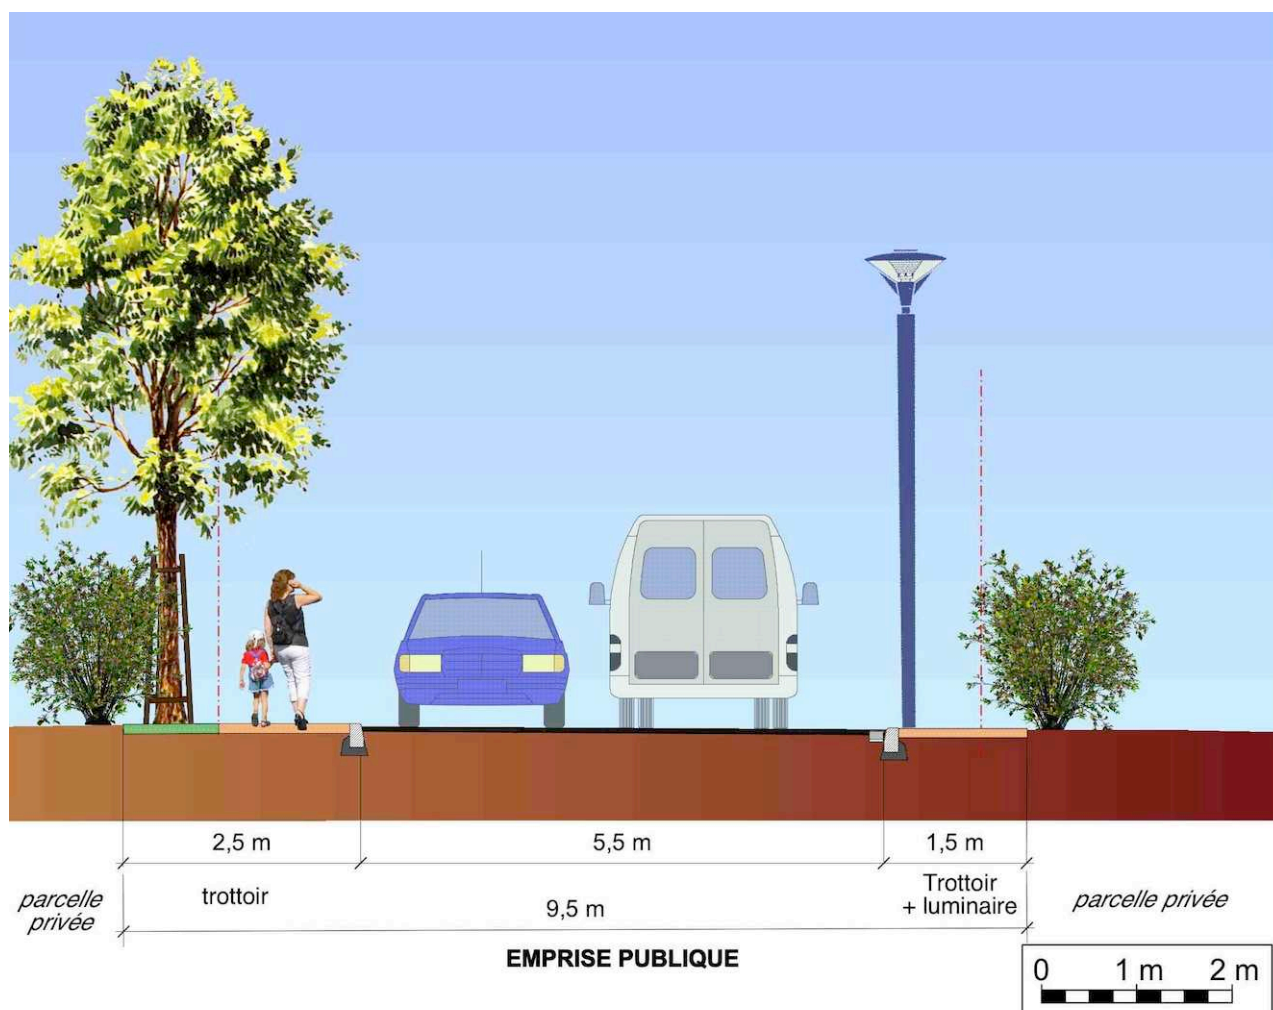 2,5 m
5,5 m
1,5 m
parcelle
privée
trottoir
9,5 m
Trottoir
+ luminaire
parcelle privée
EMPRISE PUBLIQUE
0 1 m 2 m